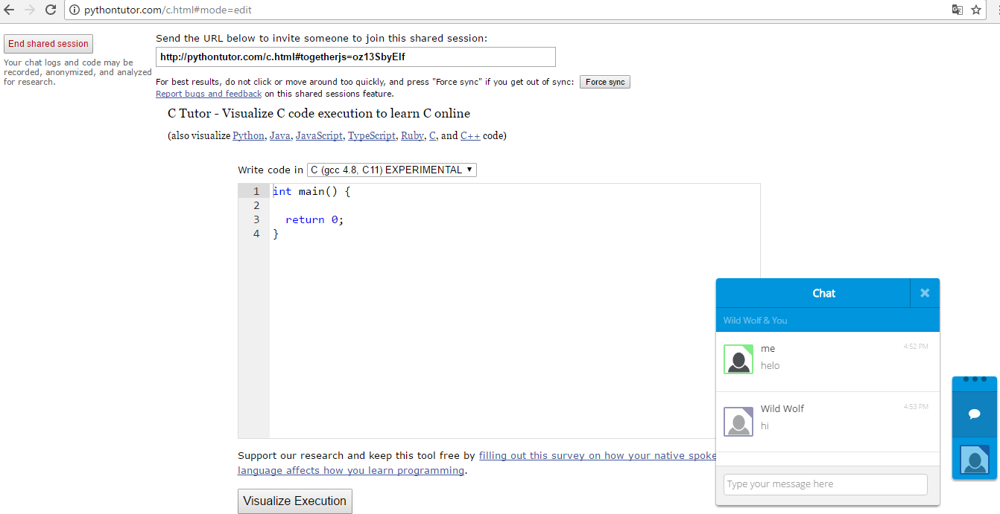 pythontutor.com/c.html#mode=edit
End shared session
Your chat logs and code may be
recorded, anonymized, and analyzed
for research.
Send the URL below to invite someone to join this shared session:
http://pythontutor.com/c.html#togetherjs=oz13SbyElf
For best results, do not click or move around too quickly, and press "Force sync" if you get out of sync: Force sync
Report bugs and feedback on this shared sessions feature.
C Tutor - Visualize C code execution to learn C online
(also visualize Python, Java, JavaScript, TypeScript, Ruby, C, and C++ code)
Write code in C (gcc 4.8, C11) EXPERIMENTAL
1 int main() {
2
3 return 0;
4 }
Support our research and keep this tool free by filling out this survey on how your native spoke
language affects how you learn programming.
Visualize Execution
Chat
Wild Wolf & You
me 4:52 PM
helo
Wild Wolf 4:53 PM
hi
Type your message here